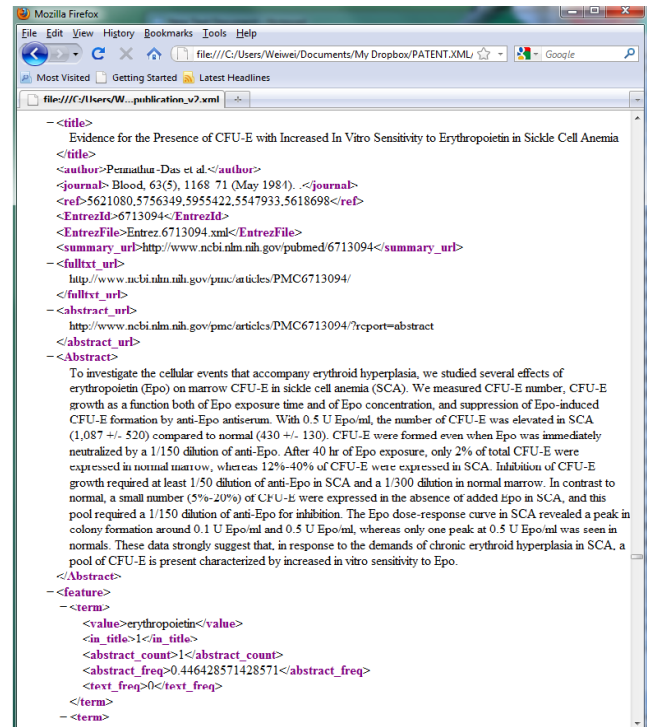 Mozilla Firefox
File Edit View History Bookmarks Tools Help
file:///C:/Users/Weiwei/Documents/My Dropbox/PATENT.XML/
Google
Most Visited Getting Started Latest Headlines
file:///C:/Users/W...publication_v2.xml
− <title>
Evidence for the Presence of CFU-E with Increased In Vitro Sensitivity to Erythropoietin in Sickle Cell Anemia
</title>
<author>Pennathur-Das et al.</author>
<journal> Blood, 63(5), 1168-71 (May 1984). .</journal>
<ref>5621080,5756349,5955422,5547933,5618698</ref>
<EntrezId>6713094</EntrezId>
<EntrezFile>Entrez.6713094.xml</EntrezFile>
<summary_url>http://www.ncbi.nlm.nih.gov/pubmed/6713094</summary_url>
− <fulltxt_url>
http://www.ncbi.nlm.nih.gov/pmc/articles/PMC6713094/
</fulltxt_url>
− <abstract_url>
http://www.ncbi.nlm.nih.gov/pmc/articles/PMC6713094/?report=abstract
</abstract_url>
− <Abstract>
To investigate the cellular events that accompany erythroid hyperplasia, we studied several effects of
erythropoietin (Epo) on marrow CFU-E in sickle cell anemia (SCA). We measured CFU-E number, CFU-E
growth as a function both of Epo exposure time and of Epo concentration, and suppression of Epo-induced
CFU-E formation by anti-Epo antiserum. With 0.5 U Epo/ml, the number of CFU-E was elevated in SCA
(1,087 +/- 520) compared to normal (430 +/- 130). CFU-E were formed even when Epo was immediately
neutralized by a 1/150 dilution of anti-Epo. After 40 hr of Epo exposure, only 2% of total CFU-E were
expressed in normal marrow, whereas 12%-40% of CFU-E were expressed in SCA. Inhibition of CFU-E
growth required at least 1/50 dilution of anti-Epo in SCA and a 1/300 dilution in normal marrow. In contrast to
normal, a small number (5%-20%) of CFU-E were expressed in the absence of added Epo in SCA, and this
pool required a 1/150 dilution of anti-Epo for inhibition. The Epo dose-response curve in SCA revealed a peak in
colony formation around 0.1 U Epo/ml and 0.5 U Epo/ml, whereas only one peak at 0.5 U Epo/ml was seen in
normals. These data strongly suggest that, in response to the demands of chronic erythroid hyperplasia in SCA, a
pool of CFU-E is present characterized by increased in vitro sensitivity to Epo.
</Abstract>
− <feature>
− <term>
<value>erythropoietin</value>
<in_title>1</in_title>
<abstract_count>1</abstract_count>
<abstract_freq>0.446428571428571</abstract_freq>
<text_freq>0</text_freq>
</term>
− <term>